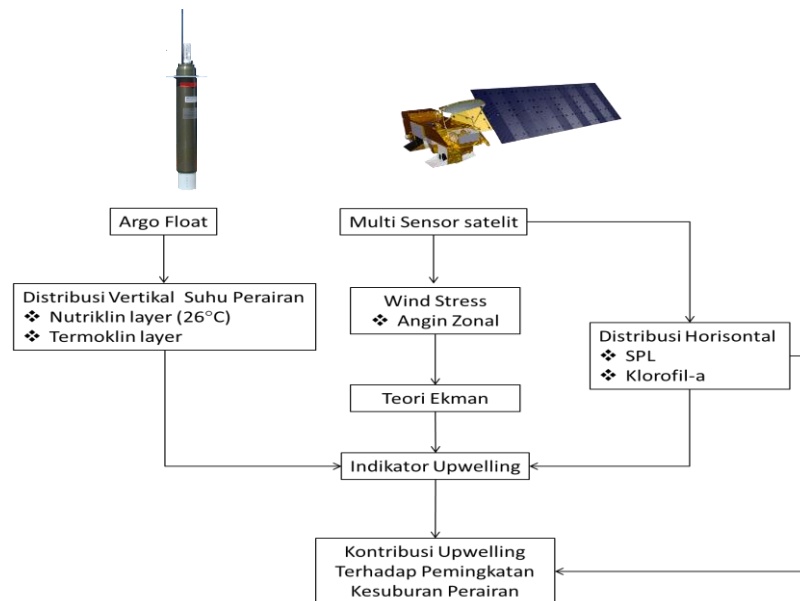 Argo Float
Multi Sensor satelit
Distribusi Vertikal Suhu Perairan
❖ Nutriklin layer (26°C)
❖ Termoklin layer
Wind Stress
❖ Angin Zonal
Distribusi Horisontal
❖ SPL
❖ Klorofil-a
Teori Ekman
Indikator Upwelling
Kontribusi Upwelling
Terhadap Pemingkatan
Kesuburan Perairan